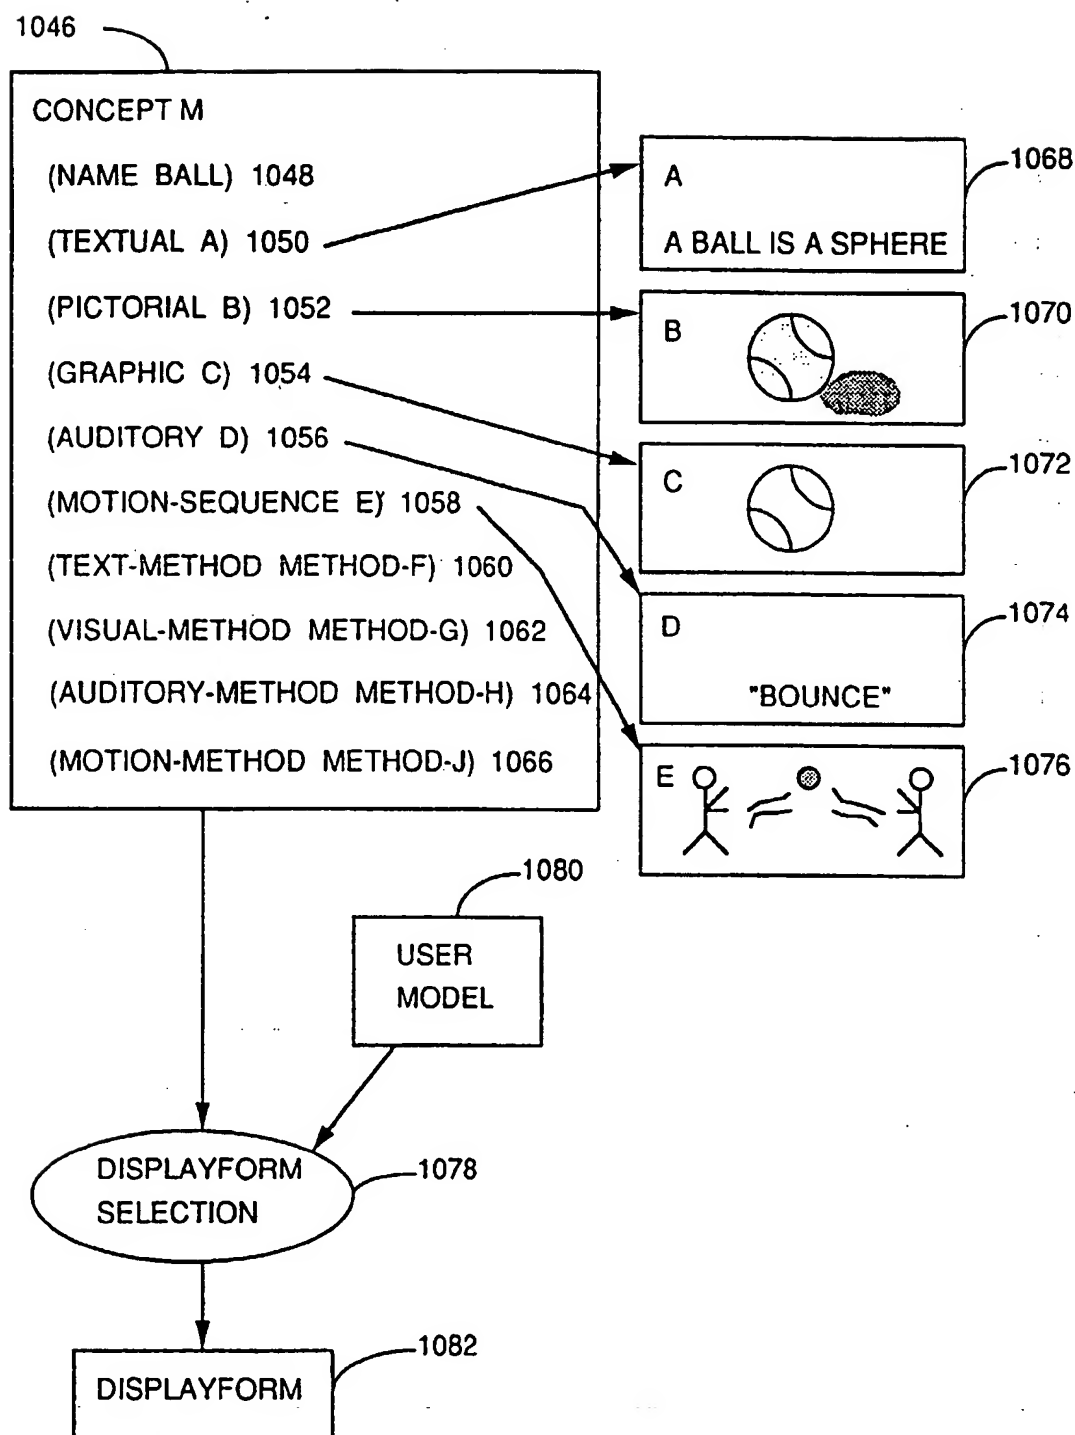 1046
CONCEPT M
(NAME BALL) 1048
(TEXTUAL A) 1050
(PICTORIAL B) 1052
(GRAPHIC C) 1054
(AUDITORY D) 1056
(MOTION-SEQUENCE E) 1058
(TEXT-METHOD METHOD-F) 1060
(VISUAL-METHOD METHOD-G) 1062
(AUDITORY-METHOD METHOD-H) 1064
(MOTION-METHOD METHOD-J) 1066
1068
A
A BALL IS A SPHERE
1070
B
1072
C
1074
D
"BOUNCE"
1076
E
1080
USER
MODEL
DISPLAYFORM
SELECTION
1078
1082
DISPLAYFORM